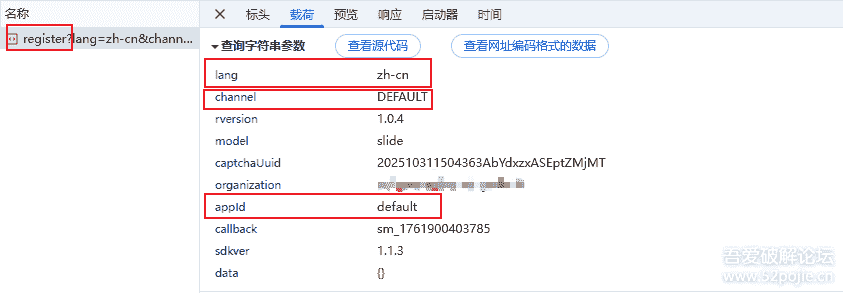 名称
标头 载荷 预览 响应 启动器 时间
register?lang=zh-cn&chann...
查询字符串参数 查看源代码 查看网址编码格式的数据
lang zh-cn
channel DEFAULT
rversion 1.0.4
model slide
captchaUuid 202510311504363AbYdxzxASEptZMjMT
organization
appId default
callback sm_1761900403785
sdkver 1.1.3
data {}
吾爱破解论坛
www.52pojie.cn